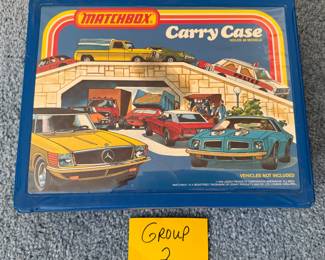 MATCHBOX
Carry Case
HOLDS 48 MODELS
VEHICLES NOT INCLUDED
GROUP
2